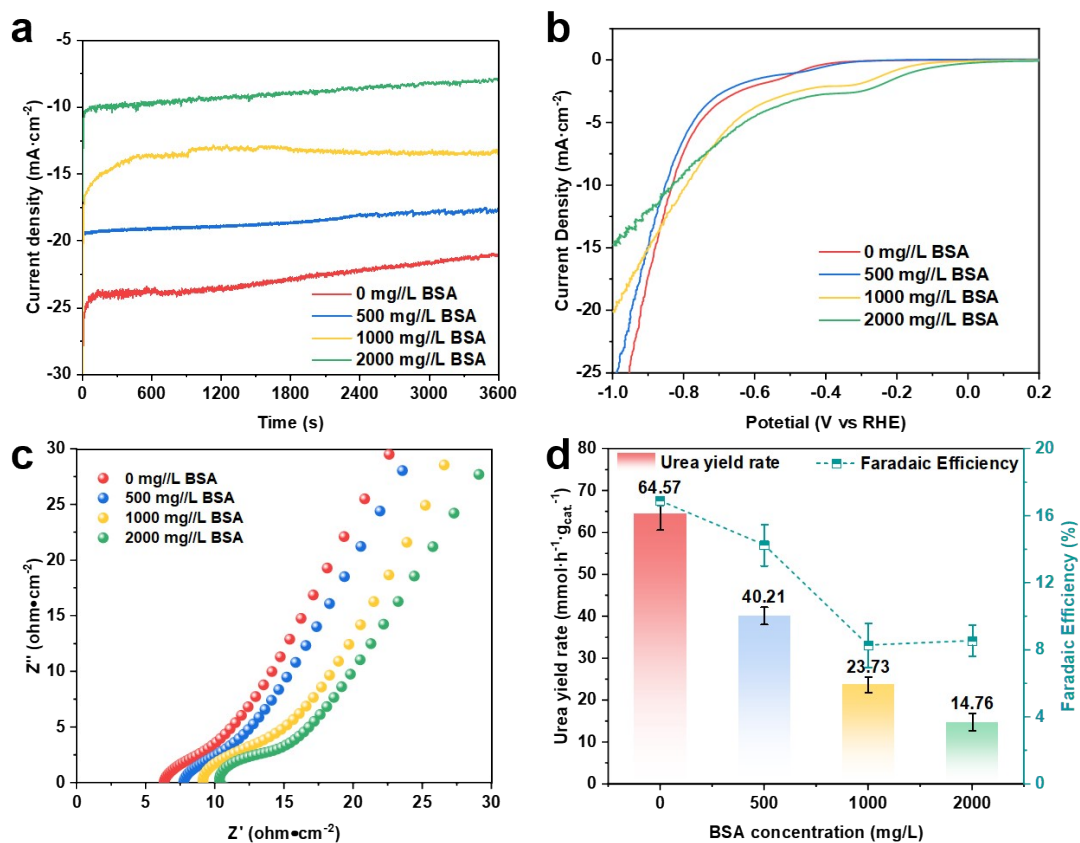 a
-5
-10
-15
-20
-25
-30
Current density (mA·cm⁻²)
0 600 1200 1800 2400 3000 3600
Time (s)
0 mg//L BSA
500 mg//L BSA
1000 mg//L BSA
2000 mg//L BSA
b
0
-5
-10
-15
-20
-25
Current Density (mA·cm⁻²)
-1.0 -0.8 -0.6 -0.4 -0.2 0.0 0.2
Potetial (V vs RHE)
0 mg//L BSA
500 mg//L BSA
1000 mg//L BSA
2000 mg//L BSA
c
30
25
20
15
10
5
0
Z'' (ohm•cm⁻²)
0 5 10 15 20 25 30
Z' (ohm•cm⁻²)
0 mg//L BSA
500 mg//L BSA
1000 mg//L BSA
2000 mg//L BSA
d
80
70
60
50
40
30
20
10
0
Urea yield rate (mmol·h⁻¹·g_cat.⁻¹)
Urea yield rate
Faradaic Efficiency
64.57
40.21
23.73
14.76
0 500 1000 2000
BSA concentration (mg/L)
20
16
12
8
4
0
Faradaic Efficiency (%)